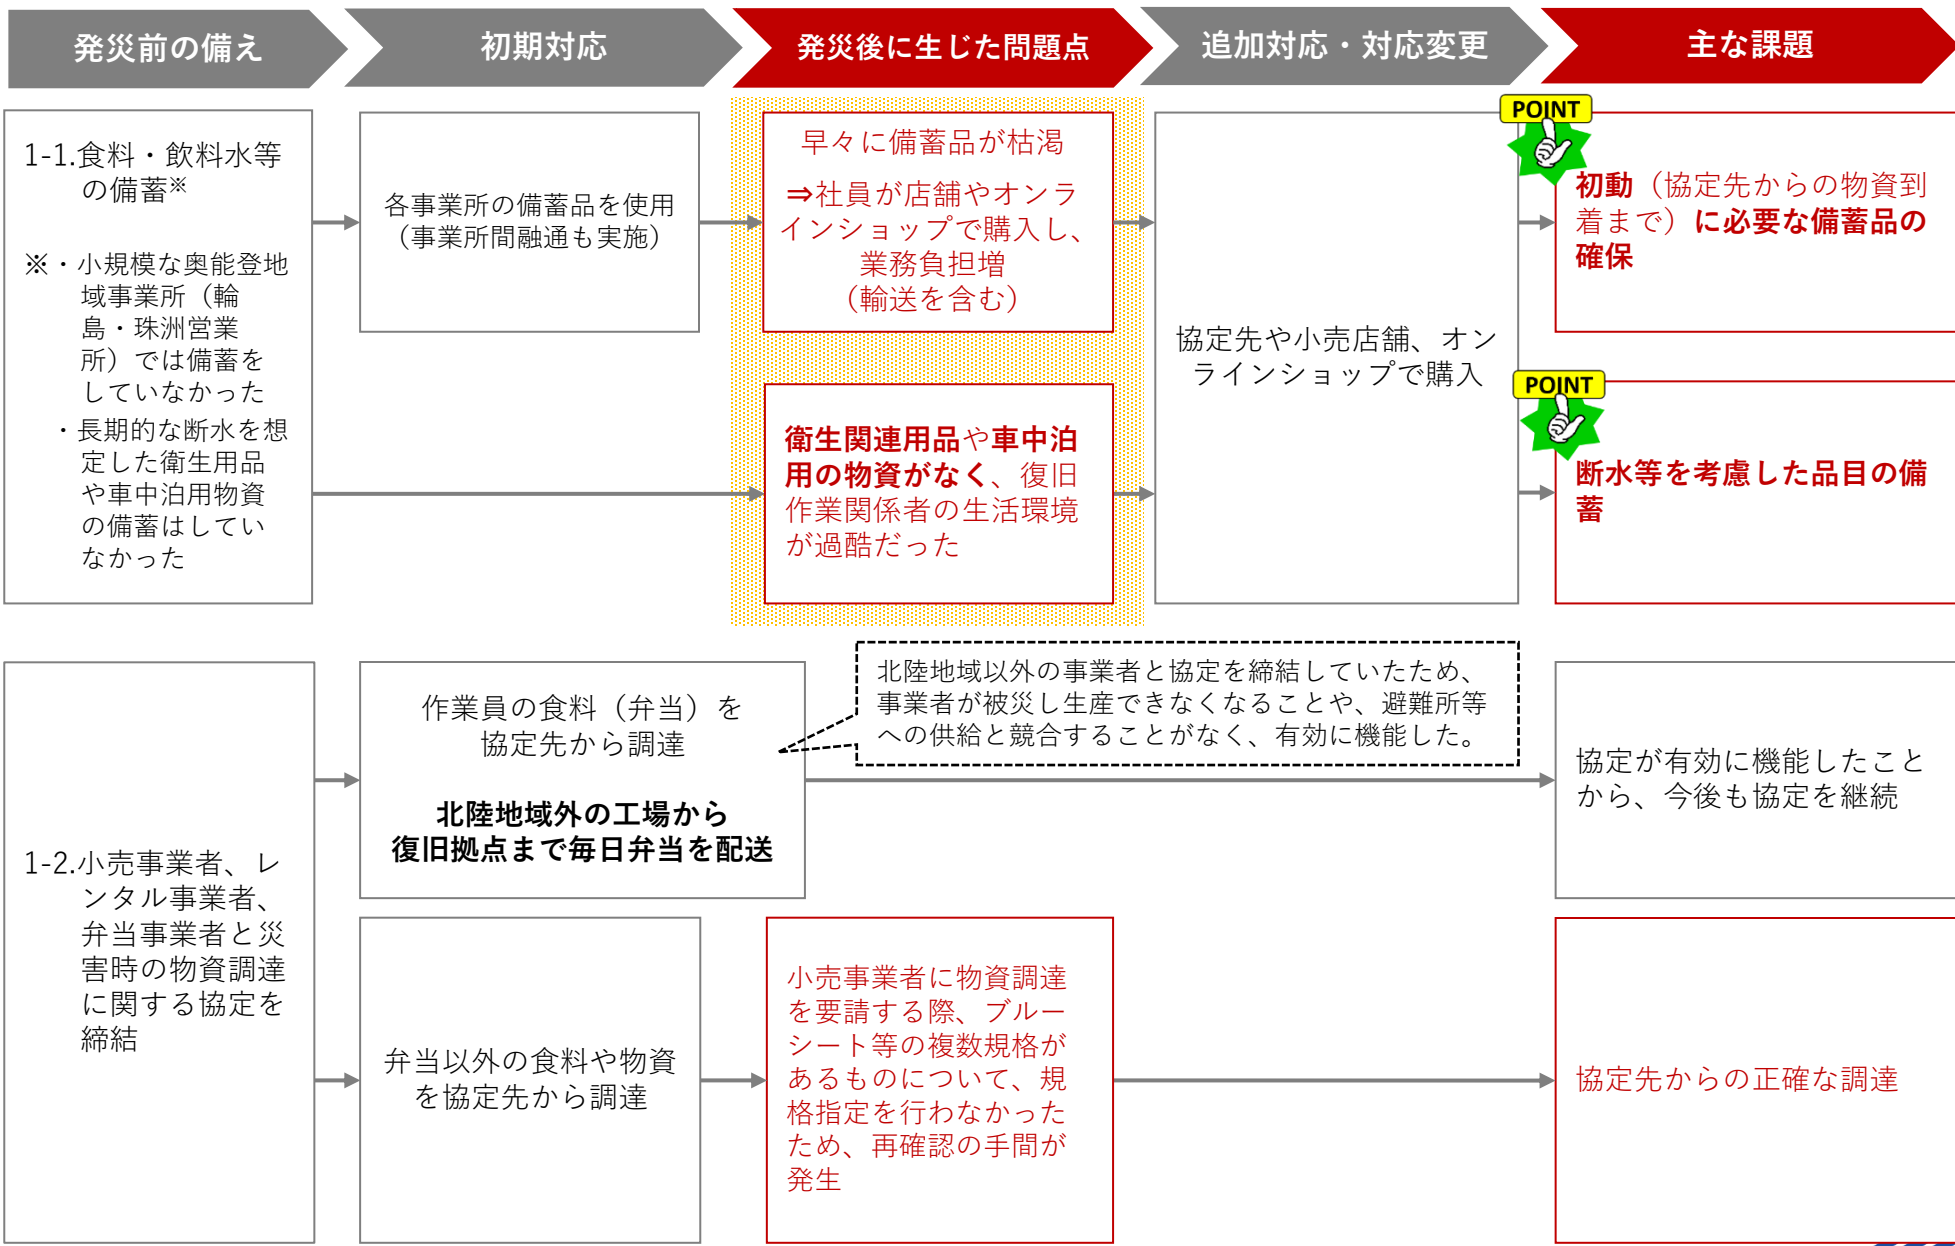 発災前の備え
初期対応
発災後に生じた問題点
追加対応・対応変更
主な課題
1-1.食料・飲料水等
の備蓄※
※・小規模な奥能登地
域事業所（輪
島・珠洲営業
所）では備蓄を
していなかった
・長期的な断水を想
定した衛生用品
や車中泊用物資
の備蓄はしてい
なかった
各事業所の備蓄品を使用
（事業所間融通も実施）
早々に備蓄品が枯渇
⇒社員が店舗やオンラ
インショップで購入し、
業務負担増
（輸送を含む）
衛生関連用品や車中泊
用の物資がなく、復旧
作業関係者の生活環境
が過酷だった
協定先や小売店舗、オン
ラインショップで購入
POINT
初動（協定先からの物資到
着まで）に必要な備蓄品の
確保
POINT
断水等を考慮した品目の備
蓄
1-2.小売事業者、レ
ンタル事業者、
弁当事業者と災
害時の物資調達
に関する協定を
締結
作業員の食料（弁当）を
協定先から調達
北陸地域外の工場から
復旧拠点まで毎日弁当を配送
北陸地域以外の事業者と協定を締結していたため、
事業者が被災し生産できなくなることや、避難所等
への供給と競合することがなく、有効に機能した。
協定が有効に機能したこと
から、今後も協定を継続
弁当以外の食料や物資
を協定先から調達
小売事業者に物資調達
を要請する際、ブルー
シート等の複数規格が
あるものについて、規
格指定を行わなかった
ため、再確認の手間が
発生
協定先からの正確な調達